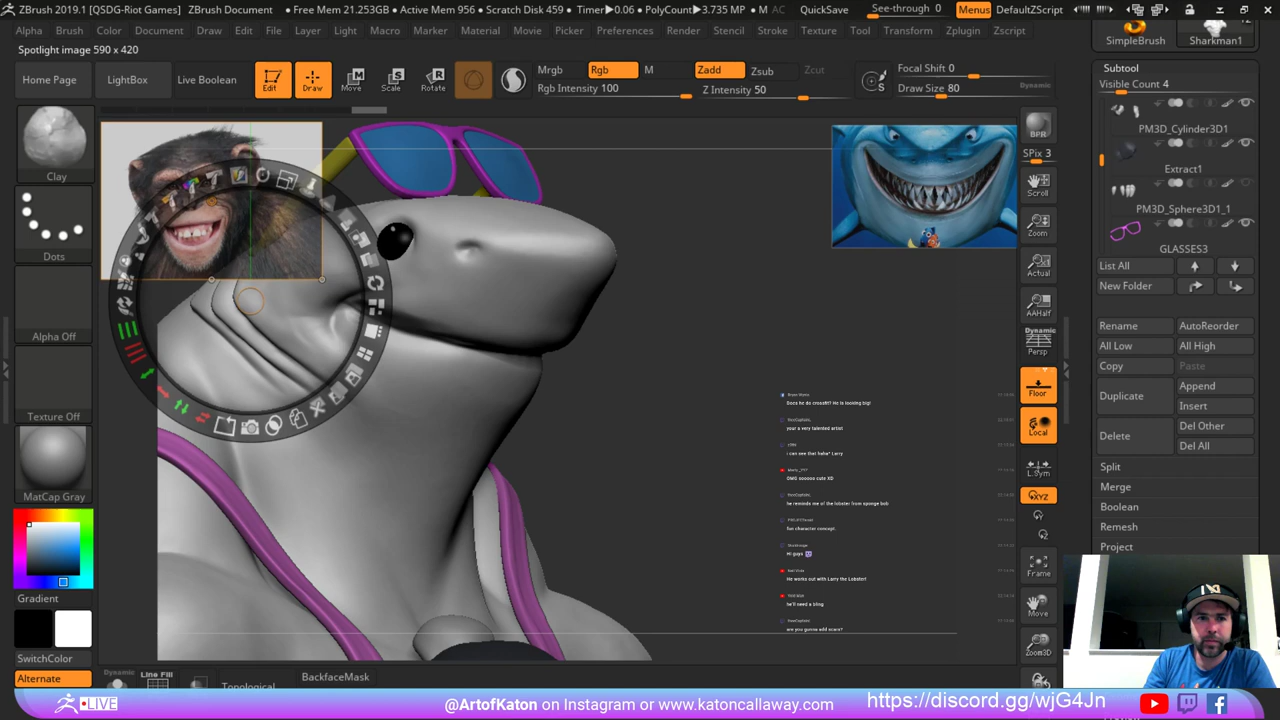 ZBrush 2019.1 [QSDG-Riot Games] ZBrush Document • Free Mem 21.253GB • Active Mem 956 • Scratch Disk 459 • Timer▶0.06 • PolyCount▶3.735 MP • M AC QuickSave See-through 0 Menus DefaultZScript
Alpha Brush Color Document Draw Edit File Layer Light Macro Marker Material Movie Picker Preferences Render Stencil Stroke Texture Tool Transform Zplugin Zscript
Spotlight image 590 x 420
SimpleBrush Sharkman1 12
Home Page LightBox Live Boolean Edit Draw Move Scale Rotate
Mrgb Rgb M Zadd Zsub Zcut
Rgb Intensity 100 Z Intensity 50
Focal Shift 0
Draw Size 80 Dynamic
Subtool
Visible Count 4
PM3D_Cylinder3D1
Extract1
PM3D_Sphere3D1_1
GLASSES3
List All
New Folder
Rename AutoReorder
All Low All High
Copy Paste
Duplicate Append
Insert
Delete Del Other
Del All
Split
Merge
Boolean
Remesh
Project
BPR
SPix 3
Scroll
Zoom
Actual
AAHalf
Dynamic
Persp
Floor
Local
L.Sym
XYZ
Frame
Move
Zoom3D
Clay
Dots
Alpha Off
Texture Off
MatCap Gray
Gradient
SwitchColor
Alternate
Does he do crossfit? He is looking big!
your a very talented artist
i can see that haha* Larry
OMG sooooo cute XD
he reminds me of the lobster from sponge bob
fun character concept.
Hi guys
He works out with Larry the Lobster!
he'll need a bling
are you gunna add scars?
Dynamic Line Fill Topological BackfaceMask
LIVE @ArtofKaton on Instagram or www.katoncallaway.com https://discord.gg/wjG4Jn